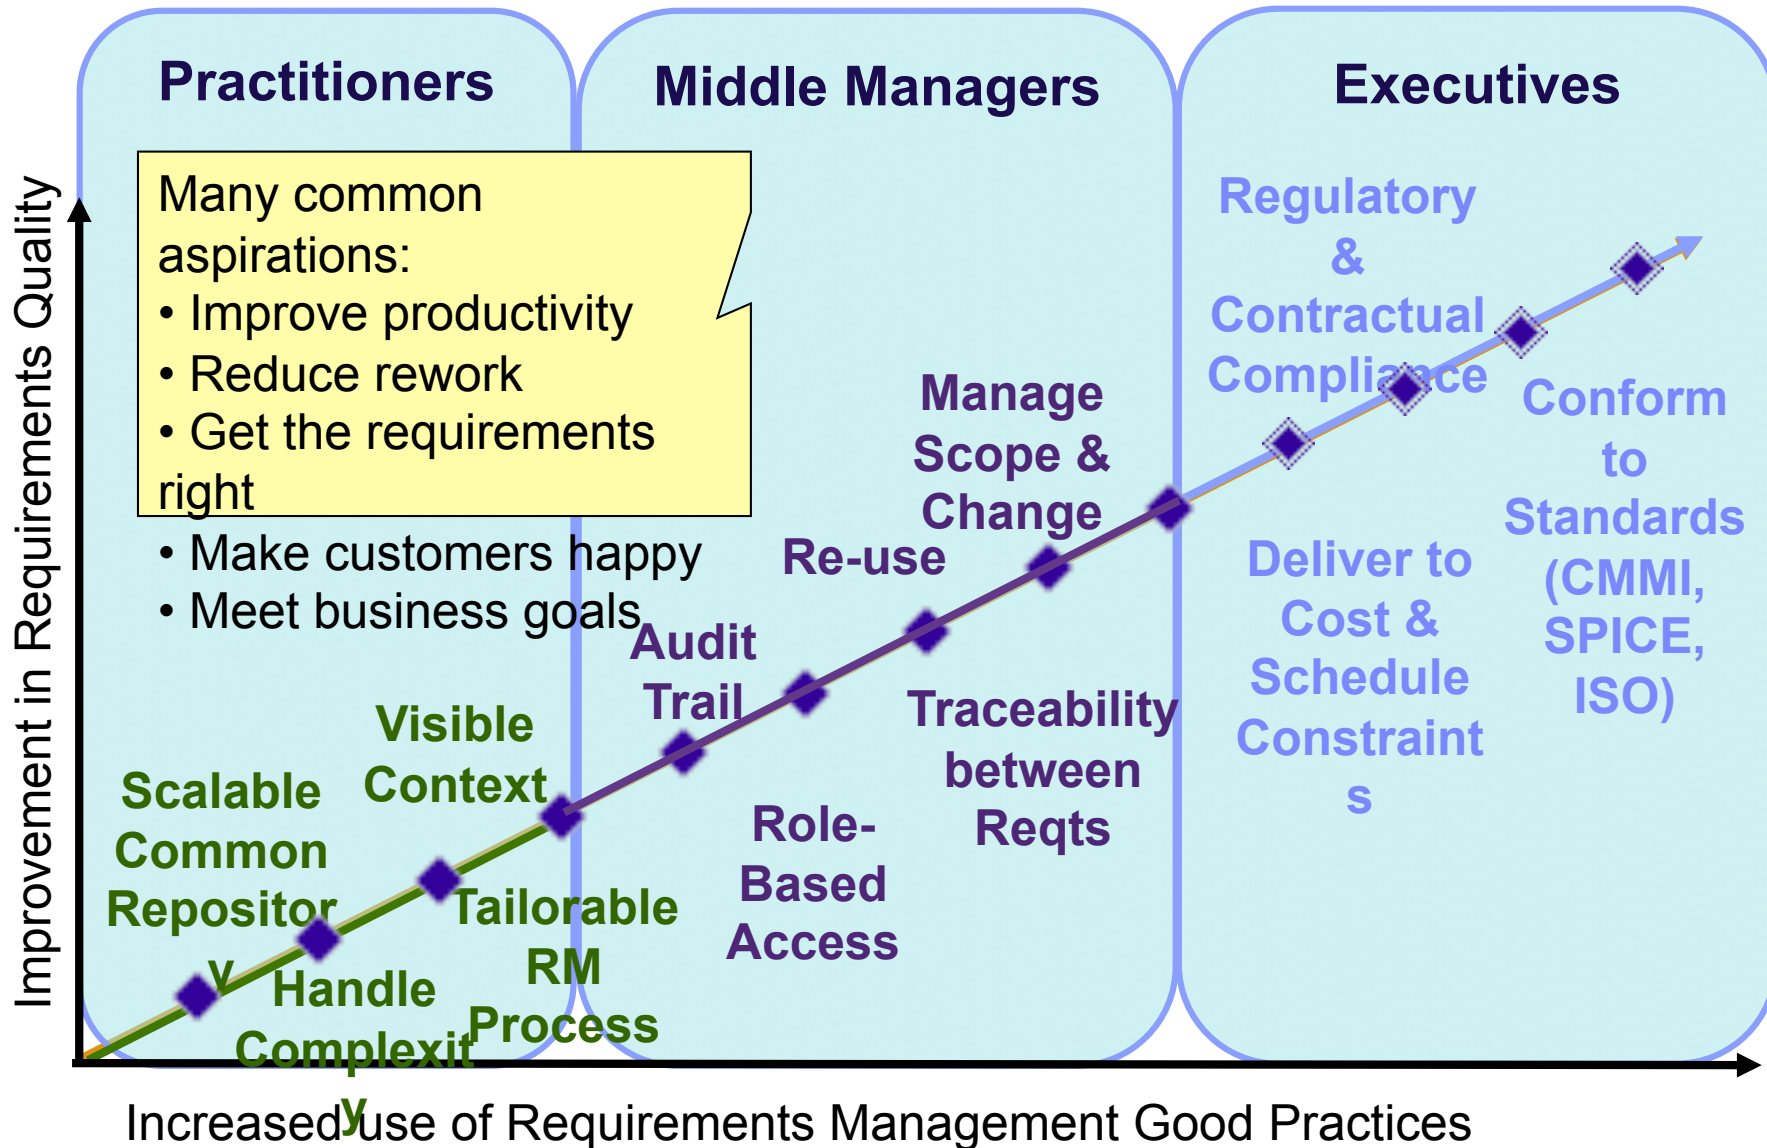 Practitioners
Middle Managers
Executives
Many common
aspirations:
• Improve productivity
• Reduce rework
• Get the requirements
right
• Make customers happy
• Meet business goals
Improvement in Requirements Quality
Scalable
Common
Repositor
y
Handle
Complexit
y
Visible
Context
Tailorable
RM
Process
Audit
Trail
Role-
Based
Access
Re-use
Traceability
between
Reqts
Manage
Scope &
Change
Regulatory
&
Contractual
Compliance
Deliver to
Cost &
Schedule
Constraint
s
Conform
to
Standards
(CMMI,
SPICE,
ISO)
Increased use of Requirements Management Good Practices